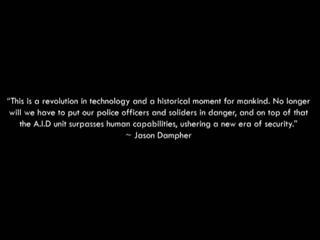 "This is a revolution in technology and a historical moment for mankind. No longer
will we have to put our police officers and soliders in danger, and on top of that
the A.I.D unit surpasses human capabilities, ushering a new era of security."
~ Jason Dampher